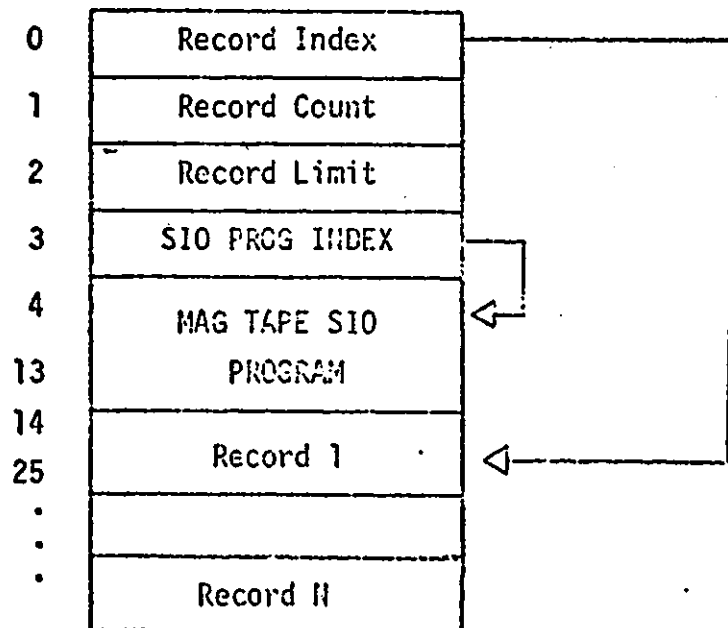 0 Record Index
1 Record Count
2 Record Limit
3 SIO PROG INDEX
4 MAG TAPE SIO
13 PROGRAM
14
Record 1
25
Record N